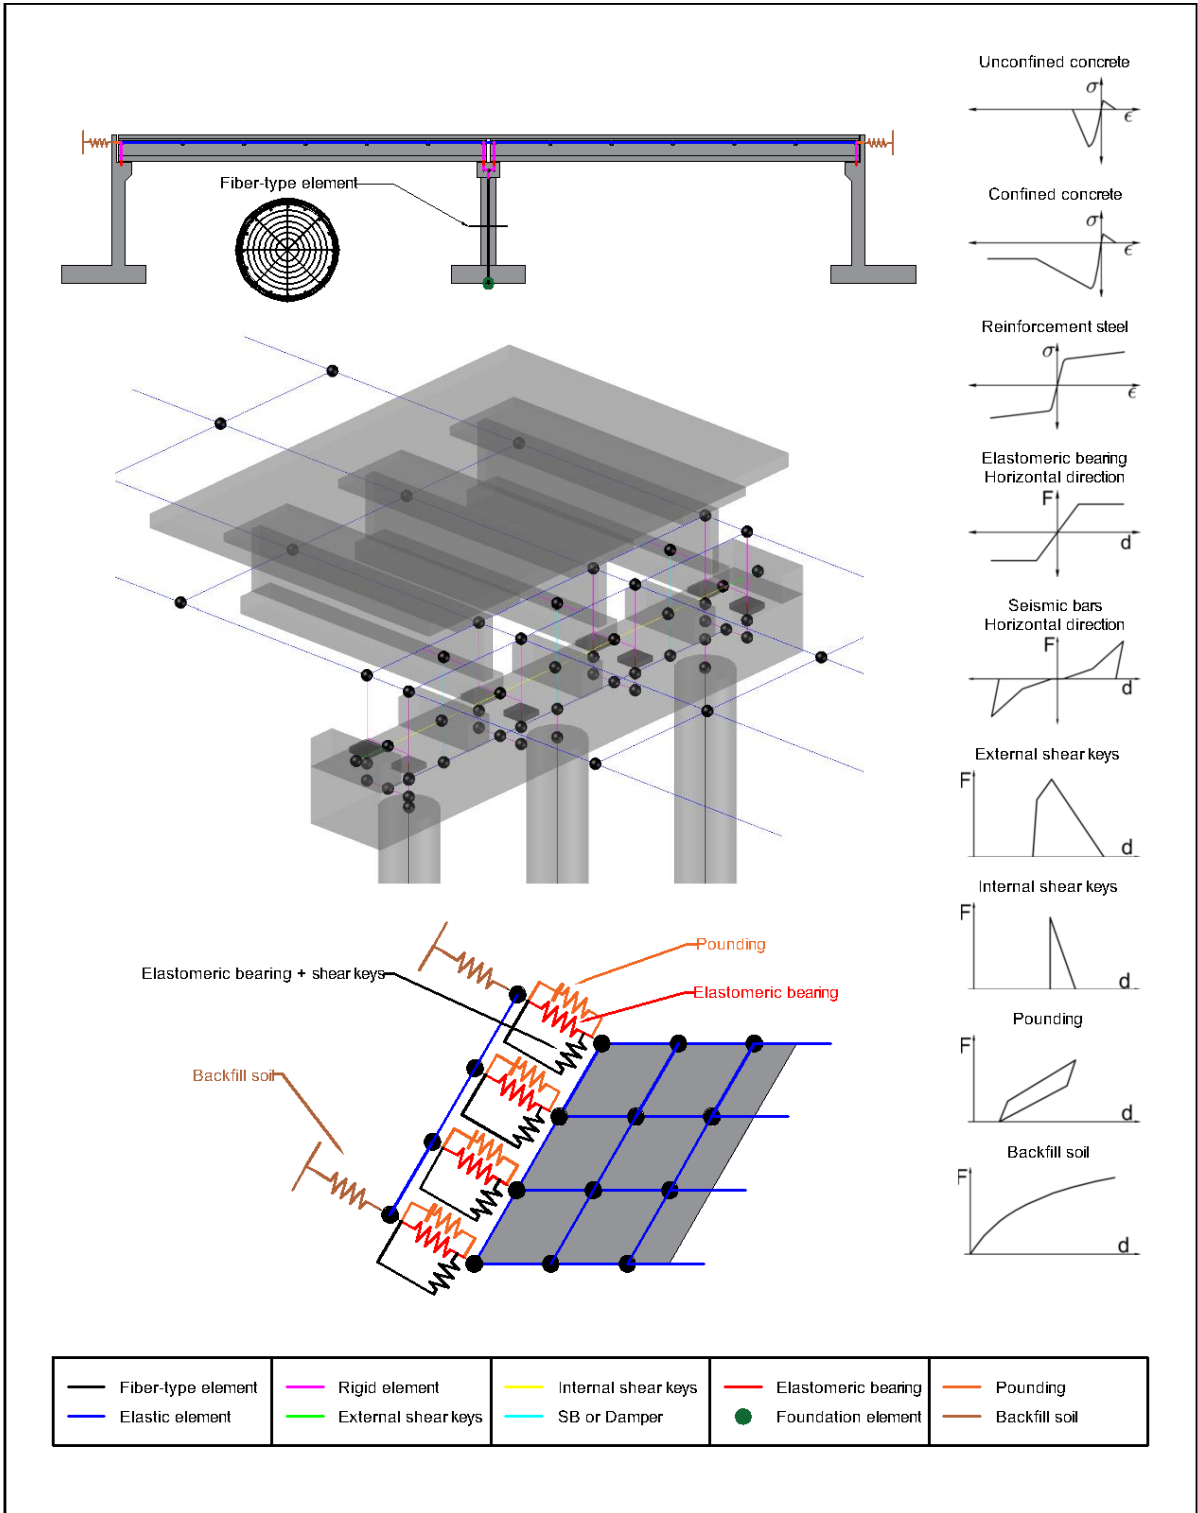 Unconfined concrete
σ
ϵ
Fiber-type element
Confined concrete
σ
ϵ
Reinforcement steel
σ
ϵ
Elastomeric bearing
Horizontal direction
F
d
Seismic bars
Horizontal direction
F
d
External shear keys
F
d
Internal shear keys
F
d
Pounding
Elastomeric bearing + shear keys
Elastomeric bearing
Backfill soil
Pounding
F
d
Backfill soil
F
d
Fiber-type element
Elastic element
Rigid element
External shear keys
Internal shear keys
SB or Damper
Elastomeric bearing
Foundation element
Pounding
Backfill soil